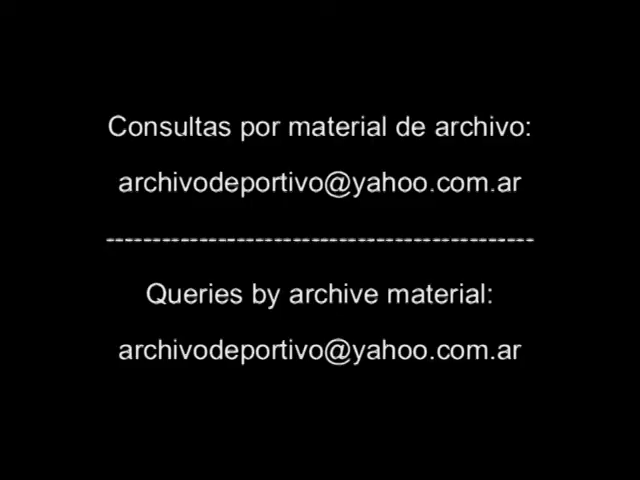 Consultas por material de archivo:
archivodeportivo@yahoo.com.ar
-----------------------------------------------
Queries by archive material:
archivodeportivo@yahoo.com.ar